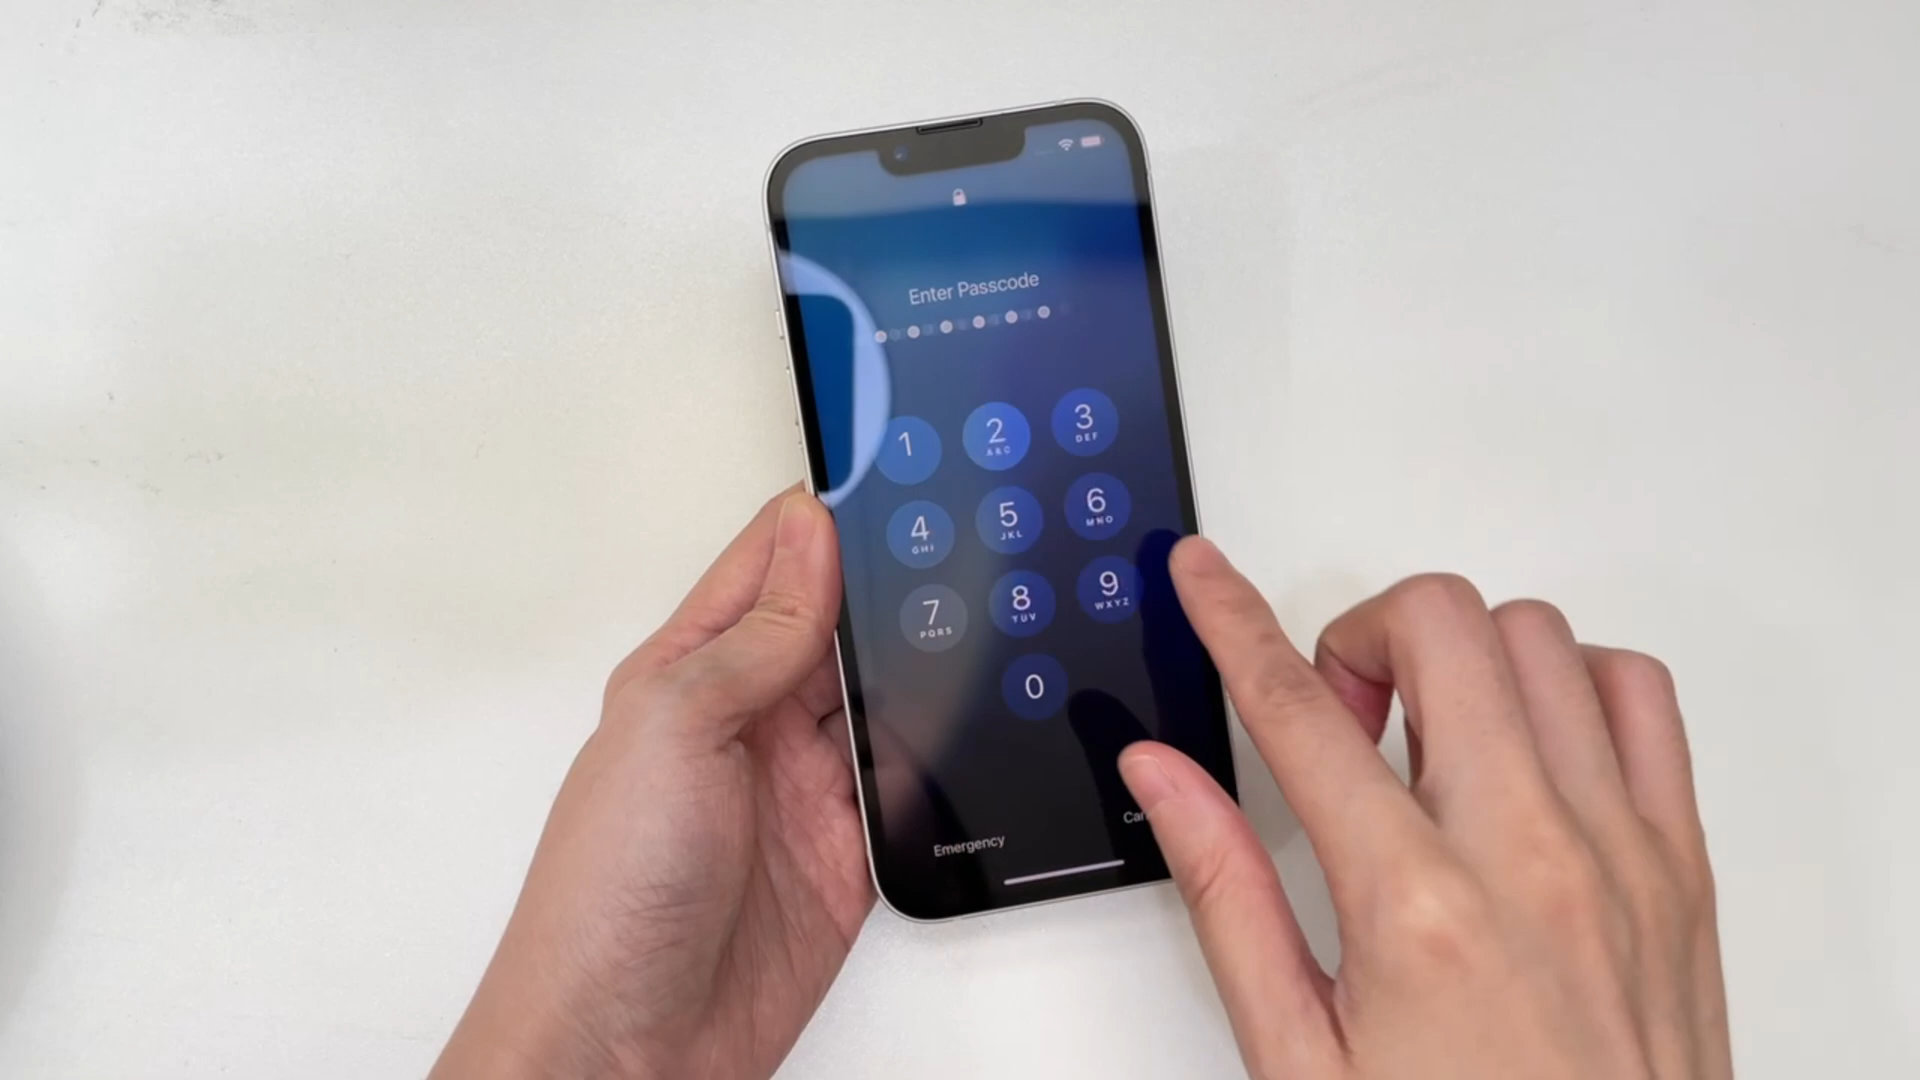 Enter Passcode
1
2
ABC
3
DEF
4
GHI
5
JKL
6
MNO
7
PQRS
8
TUV
9
WXYZ
0
Emergency
Can